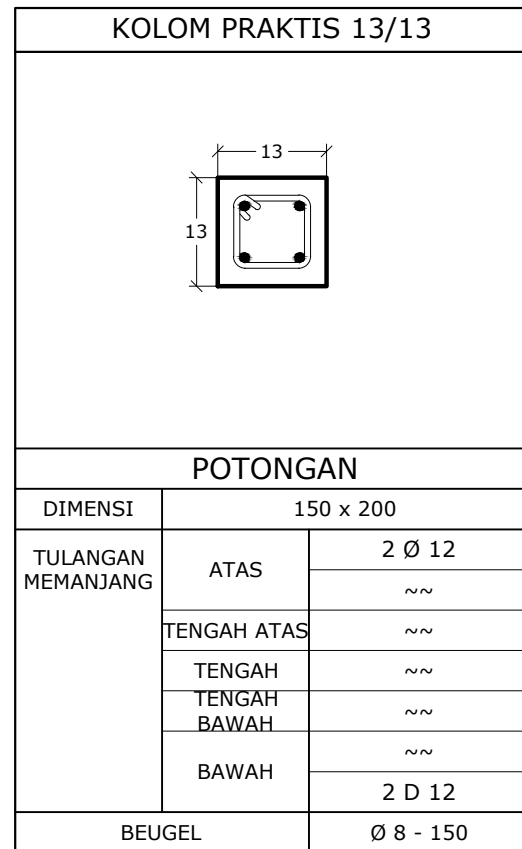 KOLOM PRAKTIS 13/13
13
13
POTONGAN
DIMENSI 150 x 200
TULANGAN MEMANJANG
ATAS 2 Ø 12
~~
TENGAH ATAS ~~
TENGAH ~~
TENGAH BAWAH ~~
BAWAH ~~
2 D 12
BEUGEL Ø 8 - 150